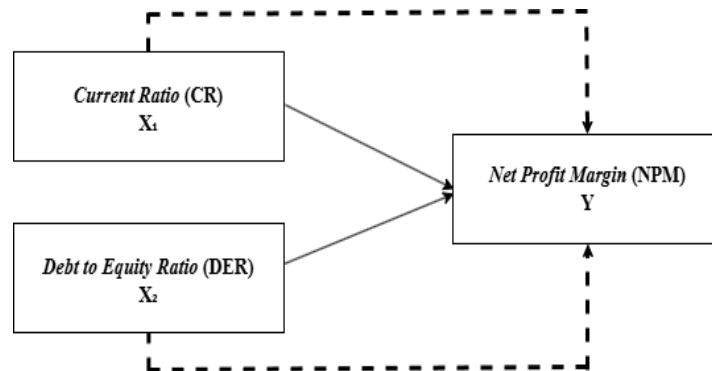 Current Ratio (CR)
X₁
Net Profit Margin (NPM)
Y
Debt to Equity Ratio (DER)
X₂